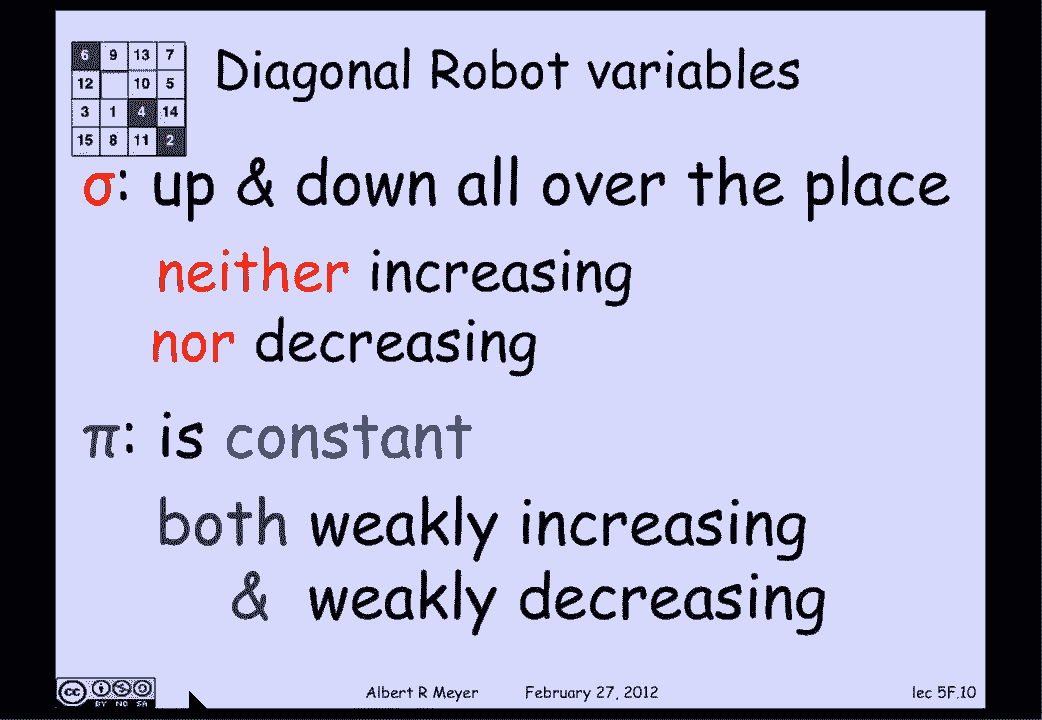 6 9 13 7
12 10 5
3 1 4 14
15 8 11 2
Diagonal Robot variables
σ: up & down all over the place
neither increasing
nor decreasing
π: is constant
both weakly increasing
& weakly decreasing
cc BY NC SA
Albert R Meyer February 27, 2012 lec 5F.10